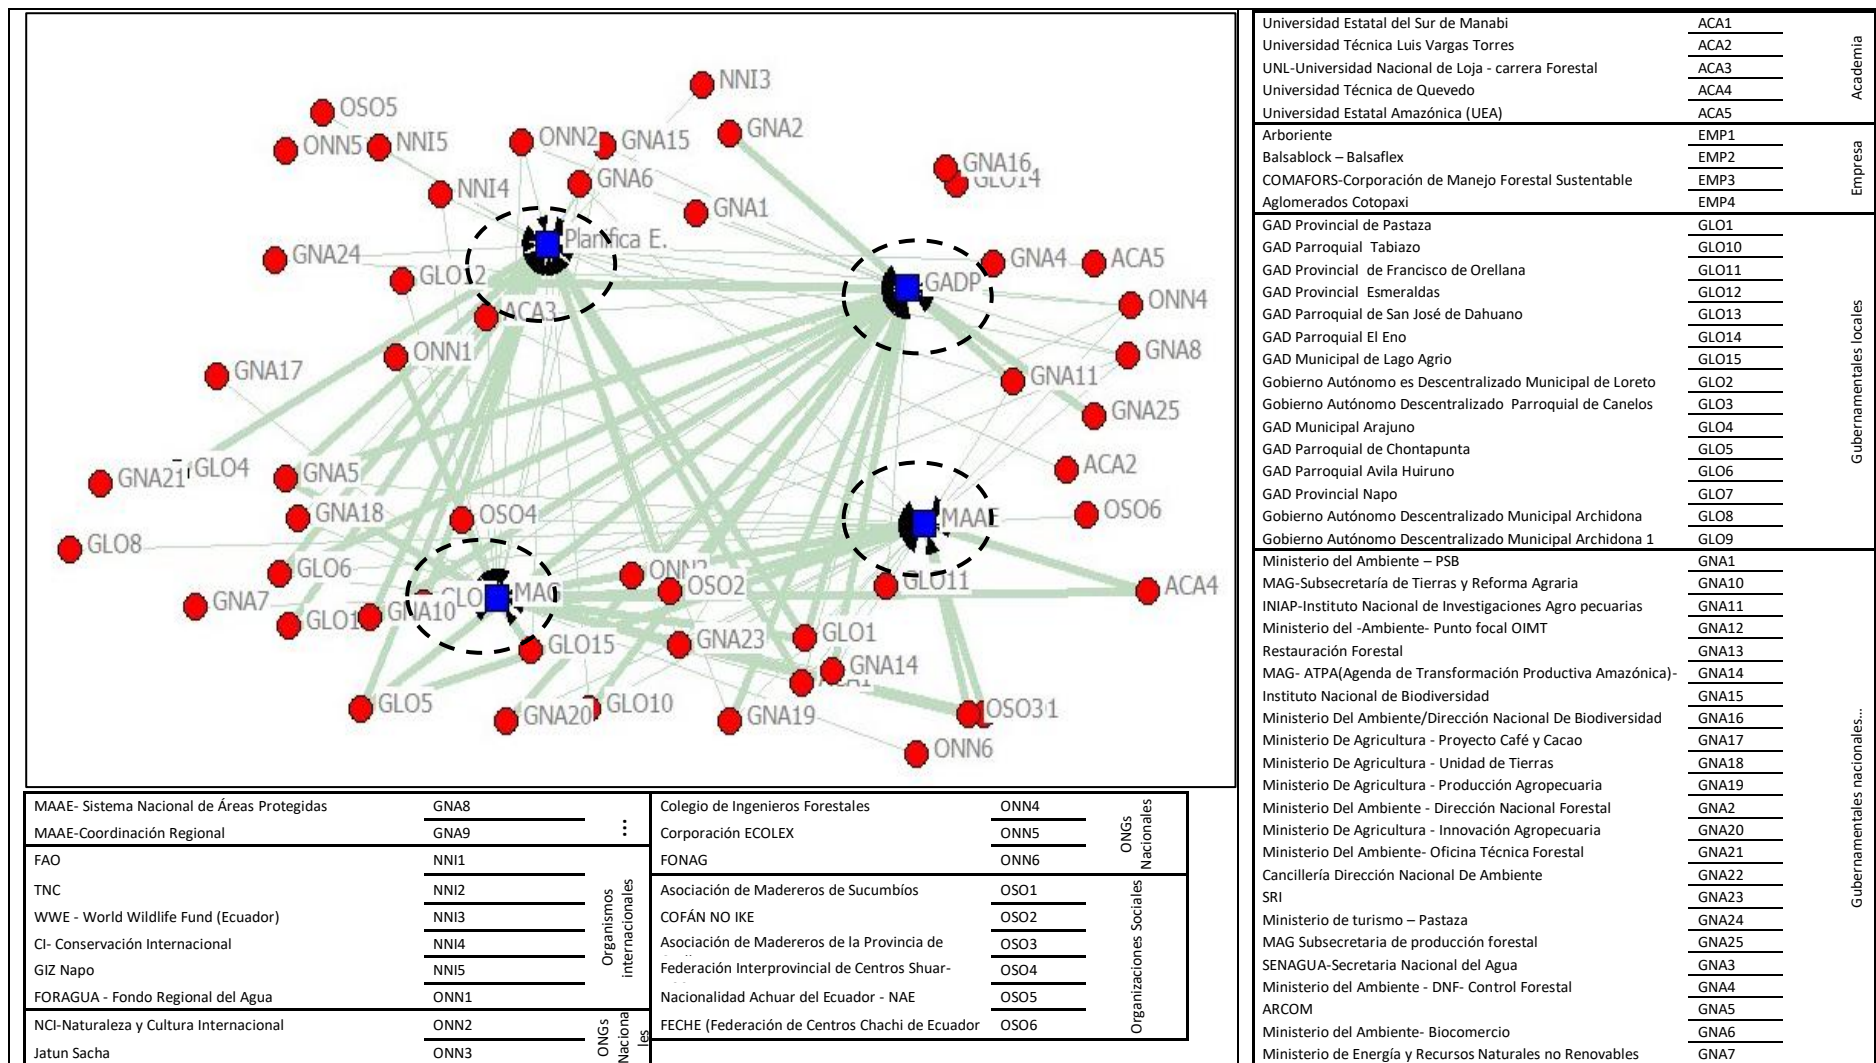 NNI3
OSO5
GNA2
ONN5
NNI5
ONN2
GNA15
GNA16
GLO14
NNI4
GNA6
GNA1
Planifica E.
GNA24
GLO12
GADP
GNA4
ACA5
ACA3
ONN4
ONN1
GNA8
GNA17
GNA11
GNA25
GNA21
GLO4
GNA5
ACA2
GNA18
OSO4
MAAE
OSO6
GLO8
GLO6
OSO2
GLO11
ACA4
GNA7
GNA10
MAG
GLO15
GNA23
GLO1
GNA14
GLO5
GNA20
GLO10
GNA19
ONN6
MAAE- Sistema Nacional de Áreas Protegidas GNA8
MAAE-Coordinación Regional GNA9
...
FAO NNI1
TNC NNI2
WWE - World Wildlife Fund (Ecuador) NNI3
CI- Conservación Internacional NNI4
GIZ Napo NNI5
FORAGUA - Fondo Regional del Agua ONN1
Organismos
internacionales
NCI-Naturaleza y Cultura Internacional ONN2
Jatun Sacha ONN3
ONGs
Naciona
les
Colegio de Ingenieros Forestales ONN4
Corporación ECOLEX ONN5
FONAG ONN6
ONGs
Nacionales
Asociación de Madereros de Sucumbíos OSO1
COFÁN NO IKE OSO2
Asociación de Madereros de la Provincia de OSO3
Federación Interprovincial de Centros Shuar- OSO4
Nacionalidad Achuar del Ecuador - NAE OSO5
FECHE (Federación de Centros Chachi de Ecuador OSO6
Organizaciones Sociales
Universidad Estatal del Sur de Manabi ACA1
Universidad Técnica Luis Vargas Torres ACA2
UNL-Universidad Nacional de Loja - carrera Forestal ACA3
Universidad Técnica de Quevedo ACA4
Universidad Estatal Amazónica (UEA) ACA5
Academia
Arboriente EMP1
Balsablock – Balsaflex EMP2
COMAFORS-Corporación de Manejo Forestal Sustentable EMP3
Aglomerados Cotopaxi EMP4
Empresa
GAD Provincial de Pastaza GLO1
GAD Parroquial Tabiazo GLO10
GAD Provincial de Francisco de Orellana GLO11
GAD Provincial Esmeraldas GLO12
GAD Parroquial de San José de Dahuano GLO13
GAD Parroquial El Eno GLO14
GAD Municipal de Lago Agrio GLO15
Gobierno Autónomo es Descentralizado Municipal de Loreto GLO2
Gobierno Autónomo Descentralizado Parroquial de Canelos GLO3
GAD Municipal Arajuno GLO4
GAD Parroquial de Chontapunta GLO5
GAD Parroquial Avila Huiruno GLO6
GAD Provincial Napo GLO7
Gobierno Autónomo Descentralizado Municipal Archidona GLO8
Gobierno Autónomo Descentralizado Municipal Archidona 1 GLO9
Gubernamentales locales
Ministerio del Ambiente – PSB GNA1
MAG-Subsecretaría de Tierras y Reforma Agraria GNA10
INIAP-Instituto Nacional de Investigaciones Agro pecuarias GNA11
Ministerio del -Ambiente- Punto focal OIMT GNA12
Restauración Forestal GNA13
MAG- ATPA(Agenda de Transformación Productiva Amazónica)- GNA14
Instituto Nacional de Biodiversidad GNA15
Ministerio Del Ambiente/Dirección Nacional De Biodiversidad GNA16
Ministerio De Agricultura - Proyecto Café y Cacao GNA17
Ministerio De Agricultura - Unidad de Tierras GNA18
Ministerio De Agricultura - Producción Agropecuaria GNA19
Ministerio Del Ambiente - Dirección Nacional Forestal GNA2
Ministerio De Agricultura - Innovación Agropecuaria GNA20
Ministerio Del Ambiente- Oficina Técnica Forestal GNA21
Cancillería Dirección Nacional De Ambiente GNA22
SRI GNA23
Ministerio de turismo – Pastaza GNA24
MAG Subsecretaria de producción forestal GNA25
SENAGUA-Secretaria Nacional del Agua GNA3
Ministerio del Ambiente - DNF- Control Forestal GNA4
ARCOM GNA5
Ministerio del Ambiente- Biocomercio GNA6
Ministerio de Energía y Recursos Naturales no Renovables GNA7
Gubernamentales nacionales...